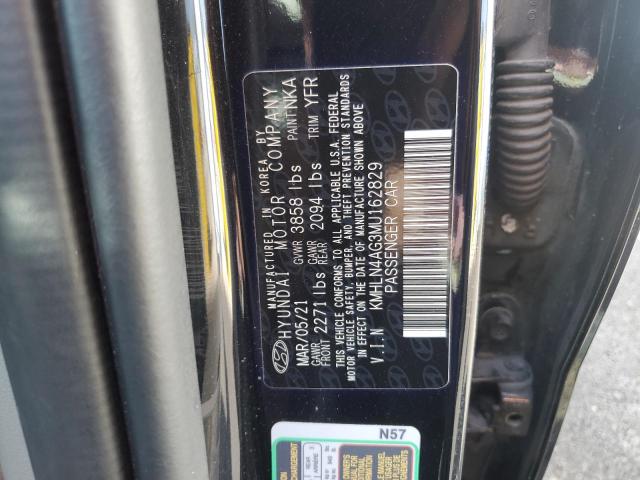 MANUFACTURED IN KOREA BY
HYUNDAI MOTOR COMPANY
MAR/05/21 GVWR 3858 lbs PAINT NKA
GAWR FRONT 2271 lbs GAWR REAR 2094 lbs TRIM YFR
THIS VEHICLE CONFORMS TO ALL APPLICABLE U.S.A. FEDERAL
MOTOR VEHICLE SAFETY, BUMPER, AND THEFT PREVENTION STANDARDS
IN EFFECT ON THE DATE OF MANUFACTURE SHOWN ABOVE
V.I.N KMHLN4AG3MU162829
PASSENGER CAR
N57